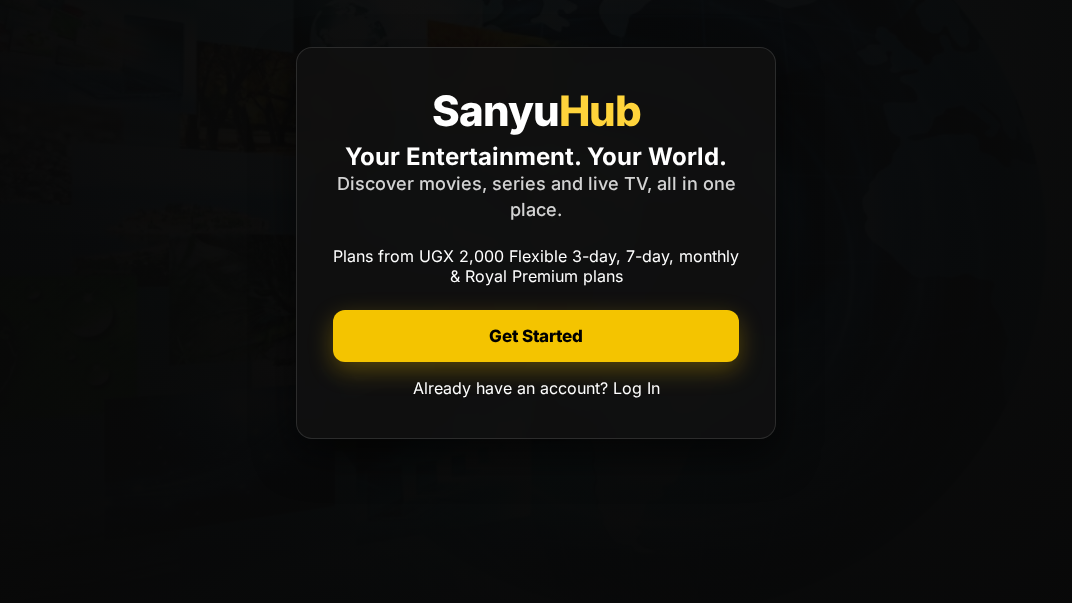 SanyuHub
Your Entertainment. Your World.
Discover movies, series and live TV, all in one
place.
Plans from UGX 2,000 Flexible 3-day, 7-day, monthly
& Royal Premium plans
Get Started
Already have an account? Log In